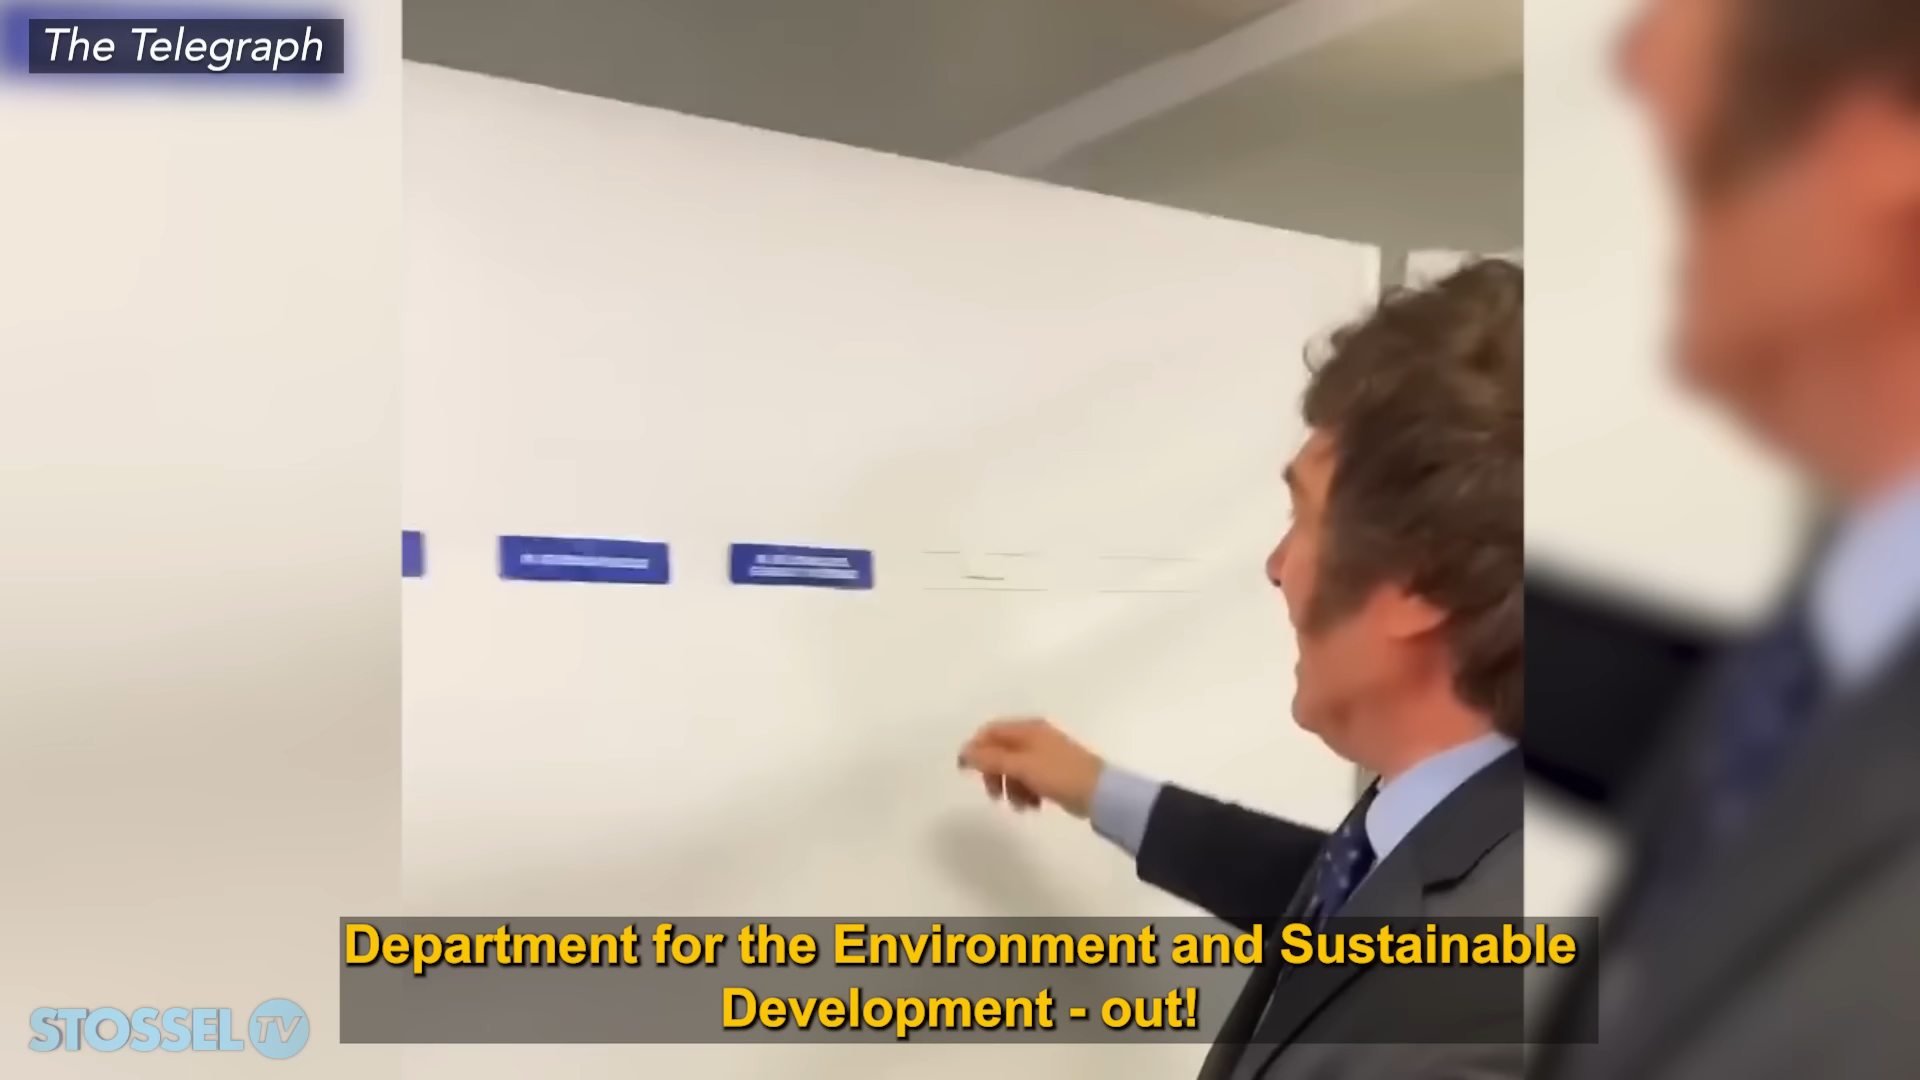 The Telegraph
Department for the Environment and Sustainable
Development - out!
STOSSEL TV